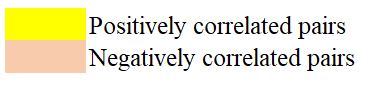 Positively correlated pairs
Negatively correlated pairs